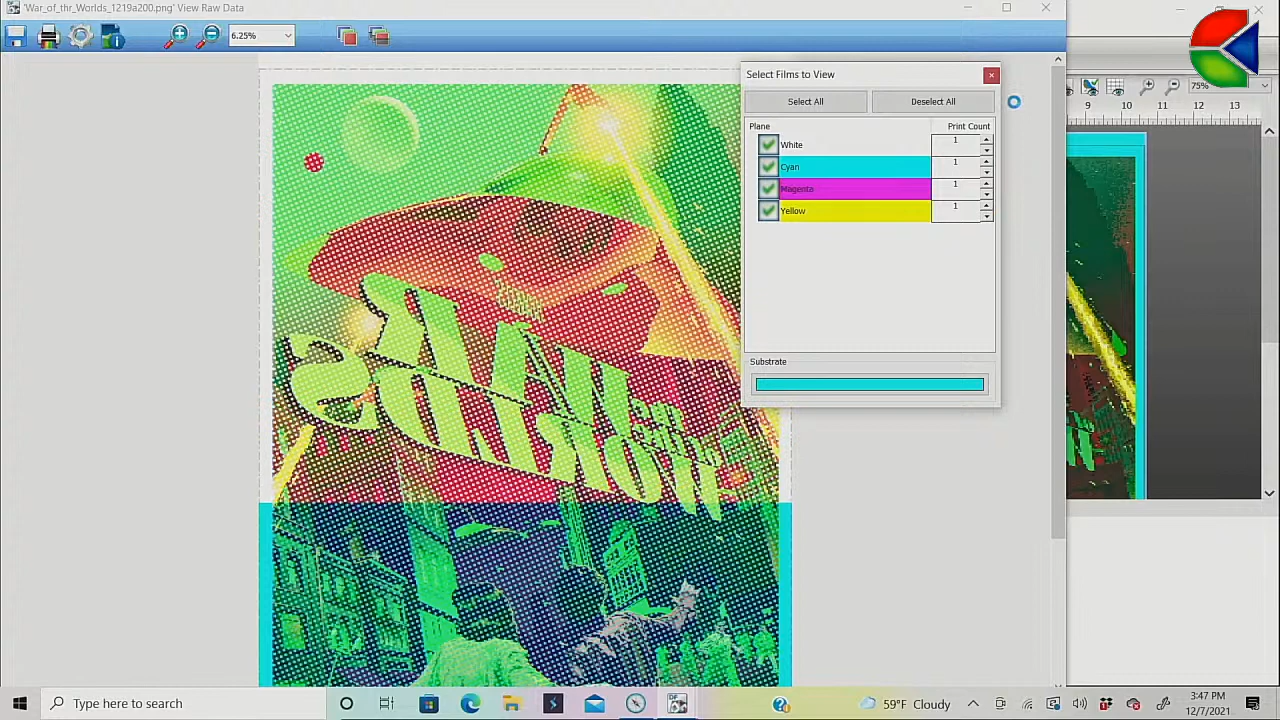 'War_of_thr_Worlds_1219a200.png' View Raw Data
6.25%
75%
9 10 11 12 13
Select Films to View
Select All
Deselect All
Plane
Print Count
White
1
Cyan
1
Magenta
1
Yellow
1
Substrate
Type here to search
59°F Cloudy
3:47 PM
12/7/2021